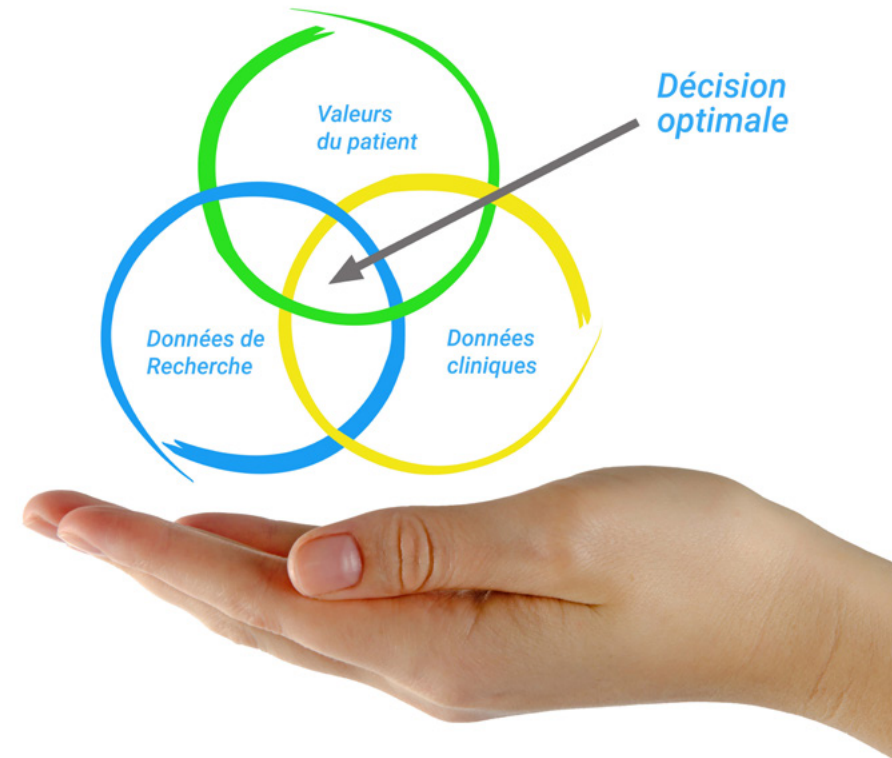 Décision
optimale
Valeurs
du patient
Données de
Recherche
Données
cliniques